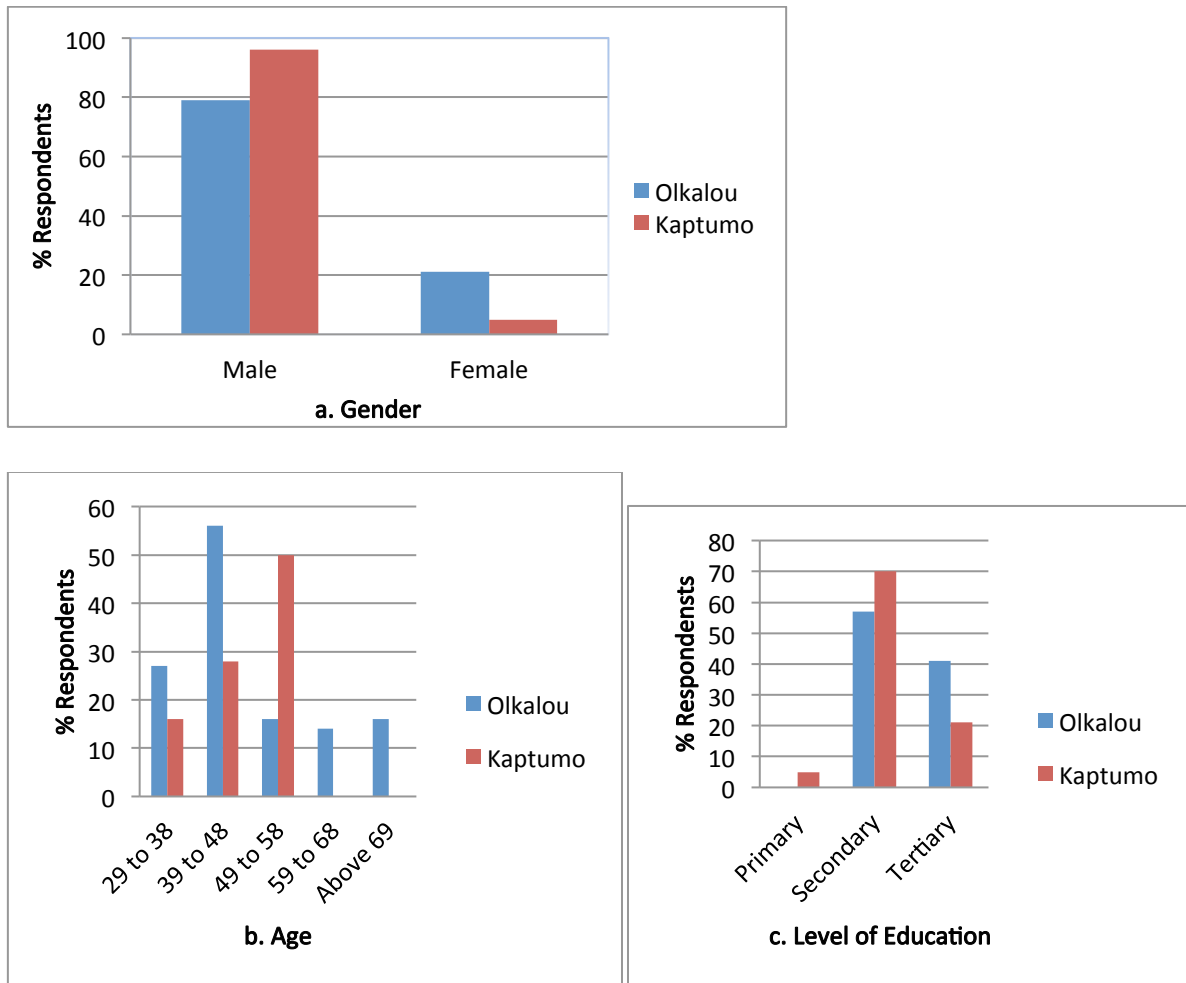 100
80
60
40
20
0
% Respondents
Male
Female
a. Gender
Olkalou
Kaptumo
60
50
40
30
20
10
0
% Respondents
29 to 38
39 to 48
49 to 58
59 to 68
Above 69
b. Age
Olkalou
Kaptumo
80
70
60
50
40
30
20
10
0
% Respondensts
Primary
Secondary
Tertiary
c. Level of Education
Olkalou
Kaptumo